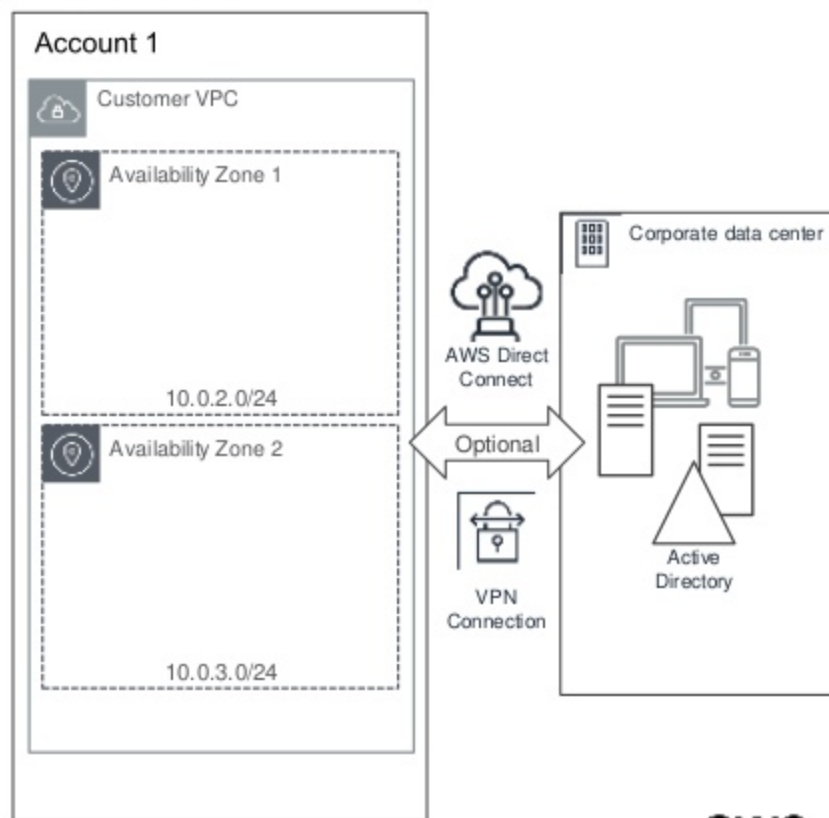 Account 1
Customer VPC
Availability Zone 1
10.0.2.0/24
Availability Zone 2
10.0.3.0/24
AWS Direct
Connect
Optional
VPN
Connection
Corporate data center
Active
Directory